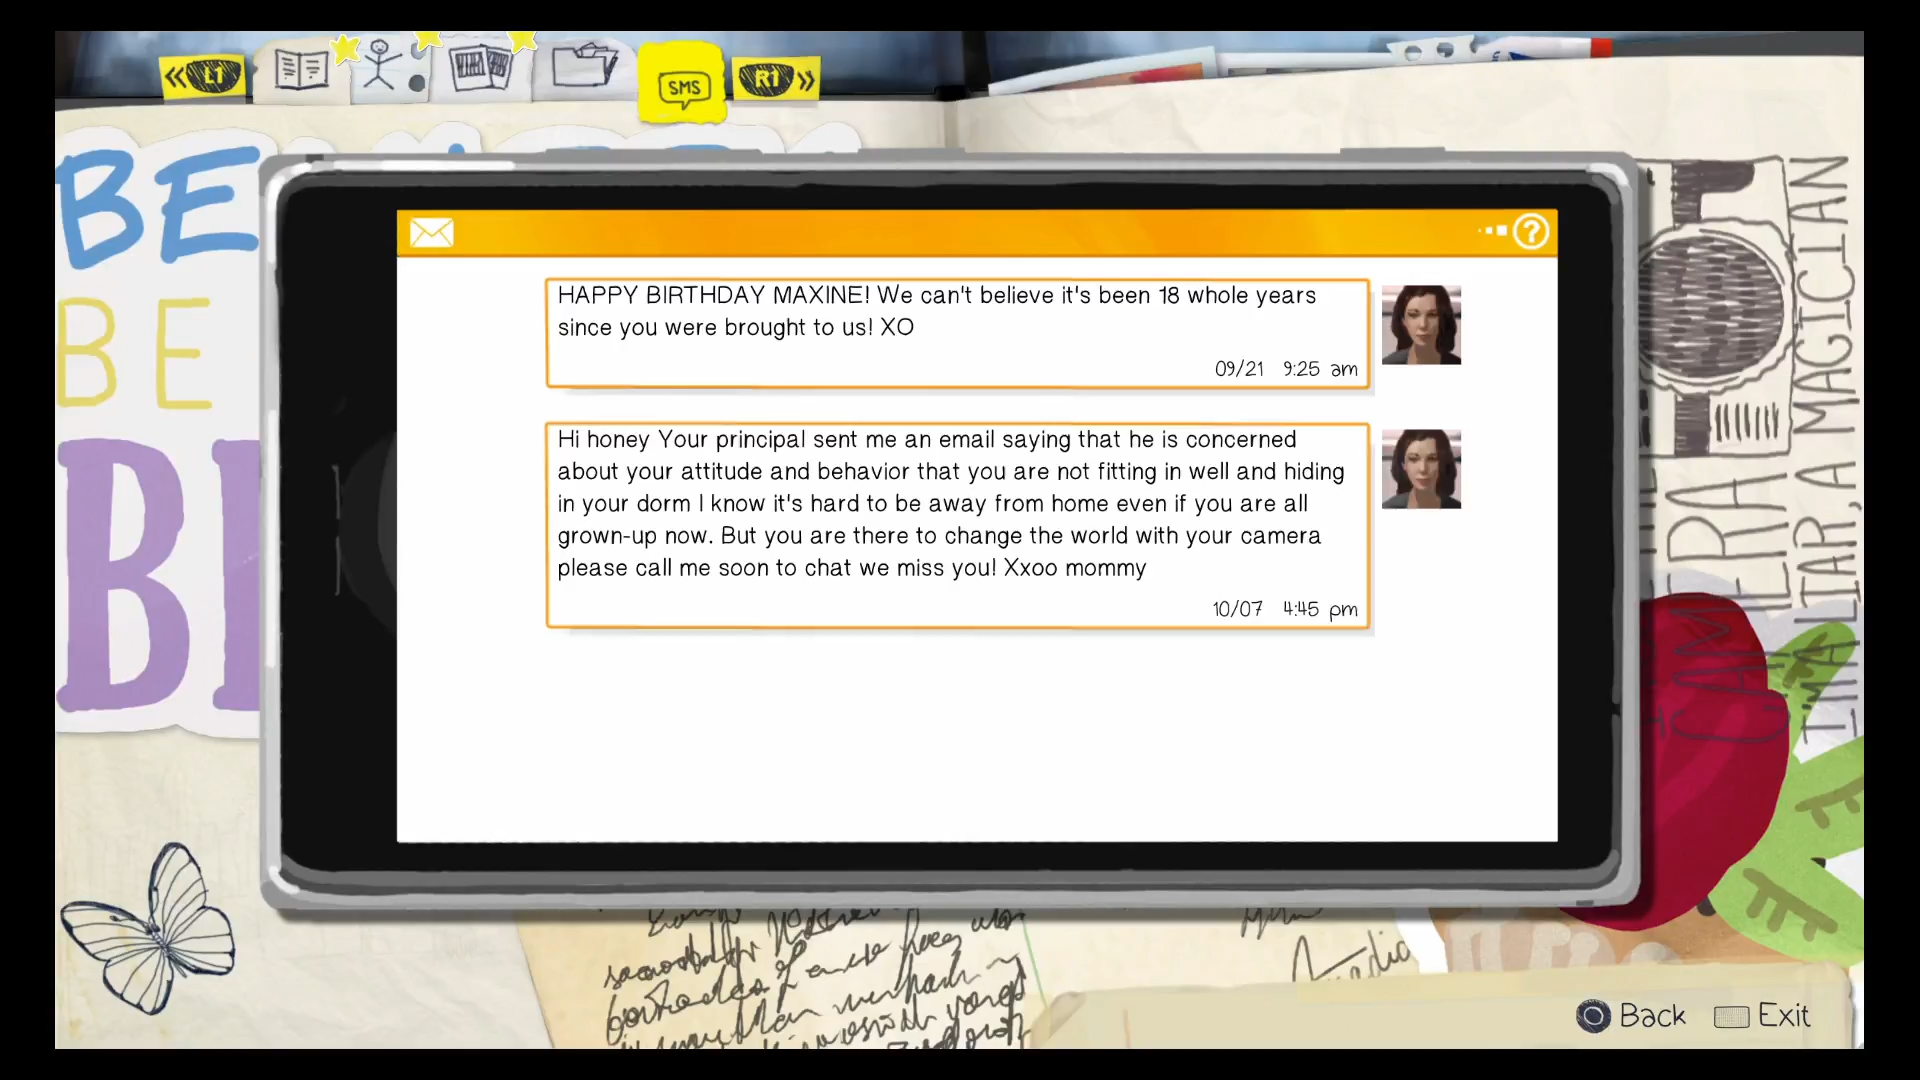 L1
SMS
R1
BE
BE
HAPPY BIRTHDAY MAXINE! We can't believe it's been 18 whole years
since you were brought to us! XO
09/21 9:25 am
Hi honey Your principal sent me an email saying that he is concerned
about your attitude and behavior that you are not fitting in well and hiding
in your dorm I know it's hard to be away from home even if you are all
grown-up now. But you are there to change the world with your camera
please call me soon to chat we miss you! Xxoo mommy
10/07 4:45 pm
?
CAMERA
I'M A LIAR, A MAGICIAN
Back
Exit